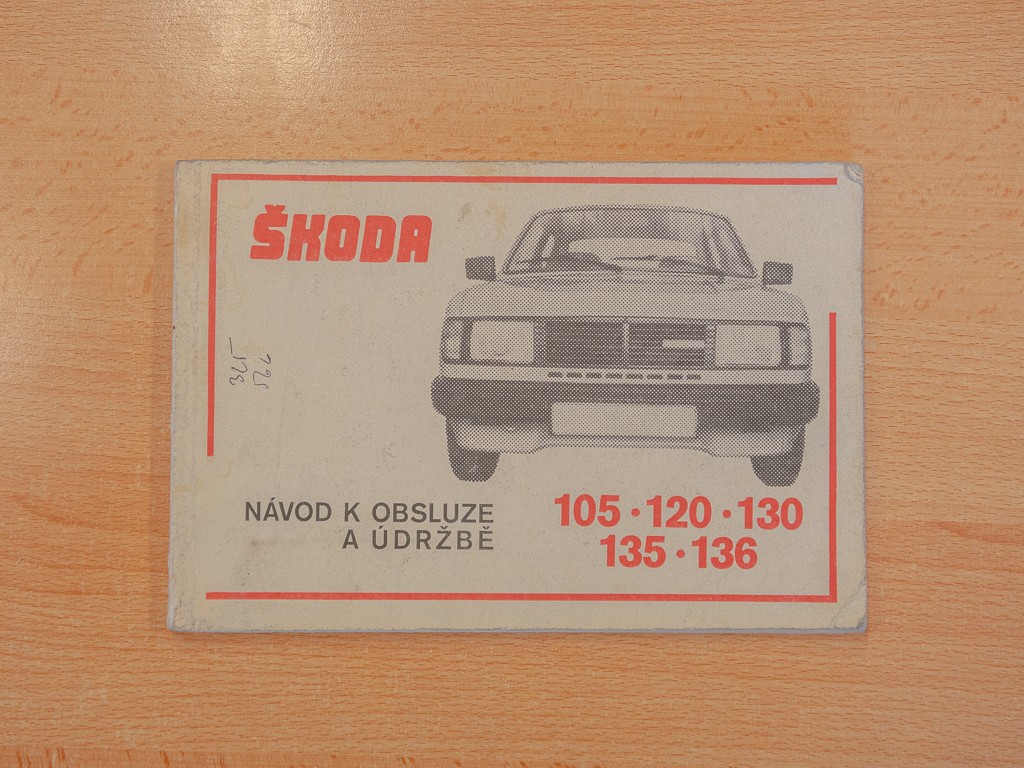 ŠKODA
NÁVOD K OBSLUZE
A ÚDRŽBĚ
105 · 120 · 130
135 · 136